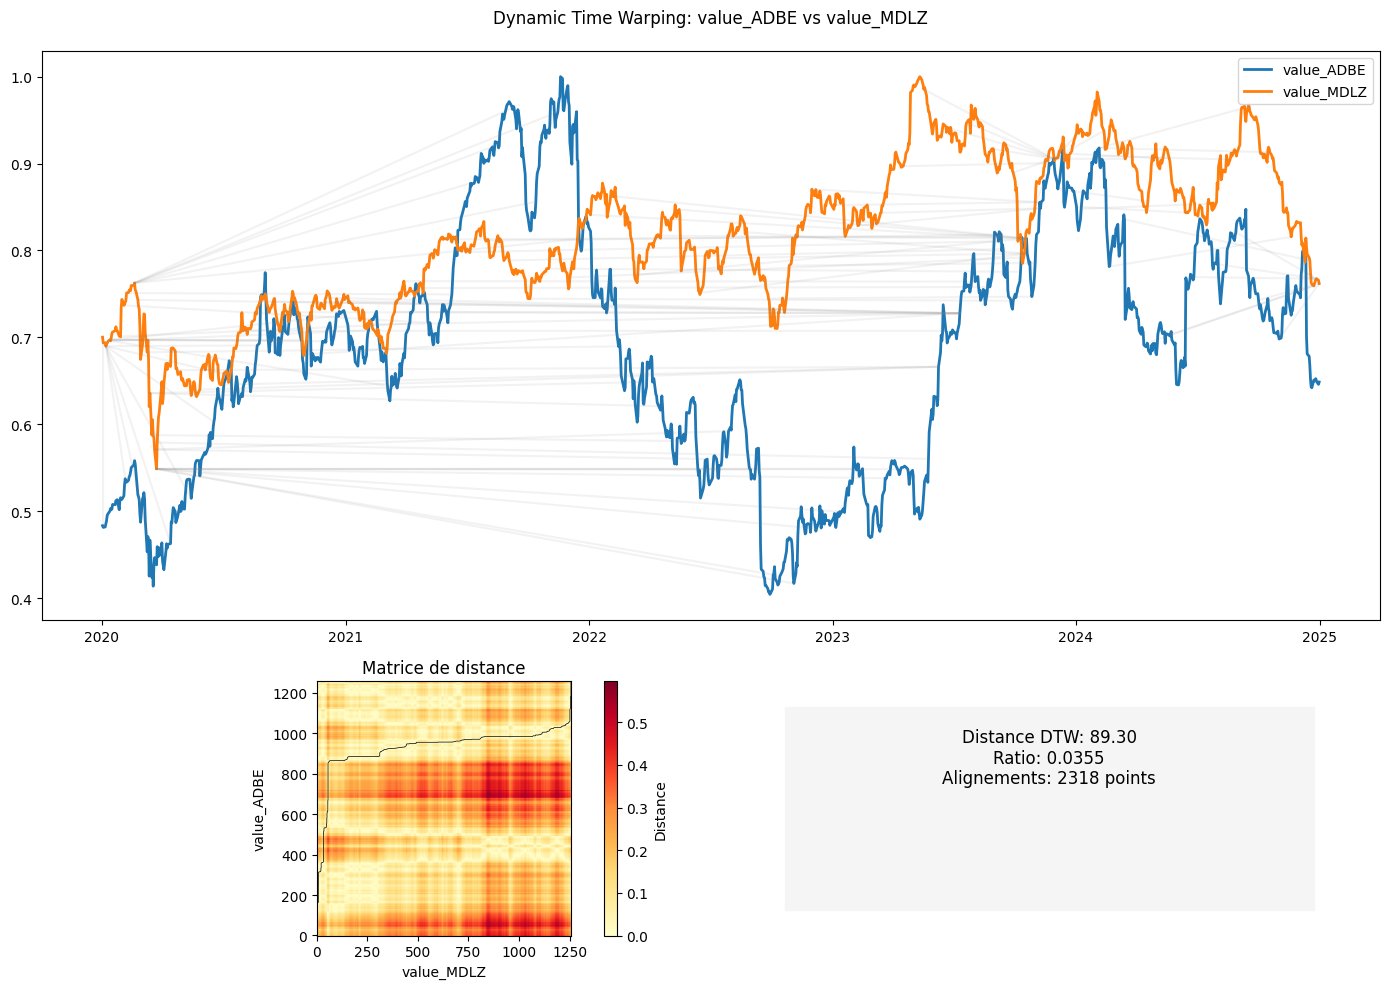 Dynamic Time Warping: value_ADBE vs value_MDLZ
value_ADBE
value_MDLZ
1.0
0.9
0.8
0.7
0.6
0.5
0.4
2020 2021 2022 2023 2024 2025
Matrice de distance
1200
1000
800
600
400
200
0
value_ADBE
0 250 500 750 1000 1250
value_MDLZ
0.5
0.4
0.3
0.2
0.1
0.0
Distance
Distance DTW: 89.30
Ratio: 0.0355
Alignements: 2318 points